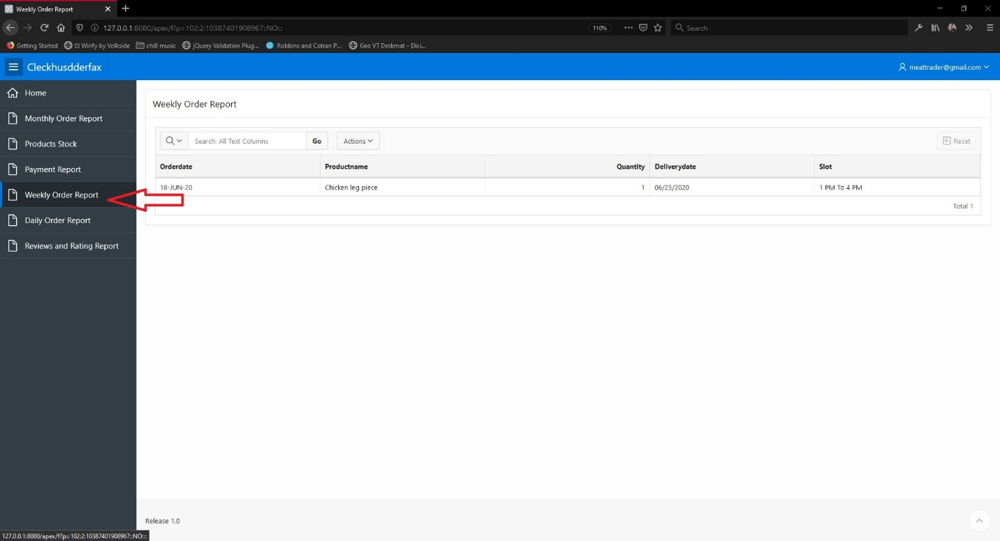 Weekly Order Report
127.0.0.1:8080/apex/f?p=102:2:10387401908967::NO:::
110%
Search
Getting Started
Wirify by Volkside
chill music
jQuery Validation Plug...
Robbins and Cotran P...
Geo VT Deskmat – Dixi...
Cleckhusdderfax
meattrader@gmail.com
Home
Monthly Order Report
Products Stock
Payment Report
Weekly Order Report
Daily Order Report
Reviews and Rating Report
Weekly Order Report
Search: All Text Columns
Go
Actions
Reset
Orderdate Productname Quantity Deliverydate Slot
18-JUN-20 Chicken leg piece 1 06/25/2020 1 PM To 4 PM
Total 1
Release 1.0
127.0.0.1:8080/apex/f?p=102:2:10387401908967::NO:::